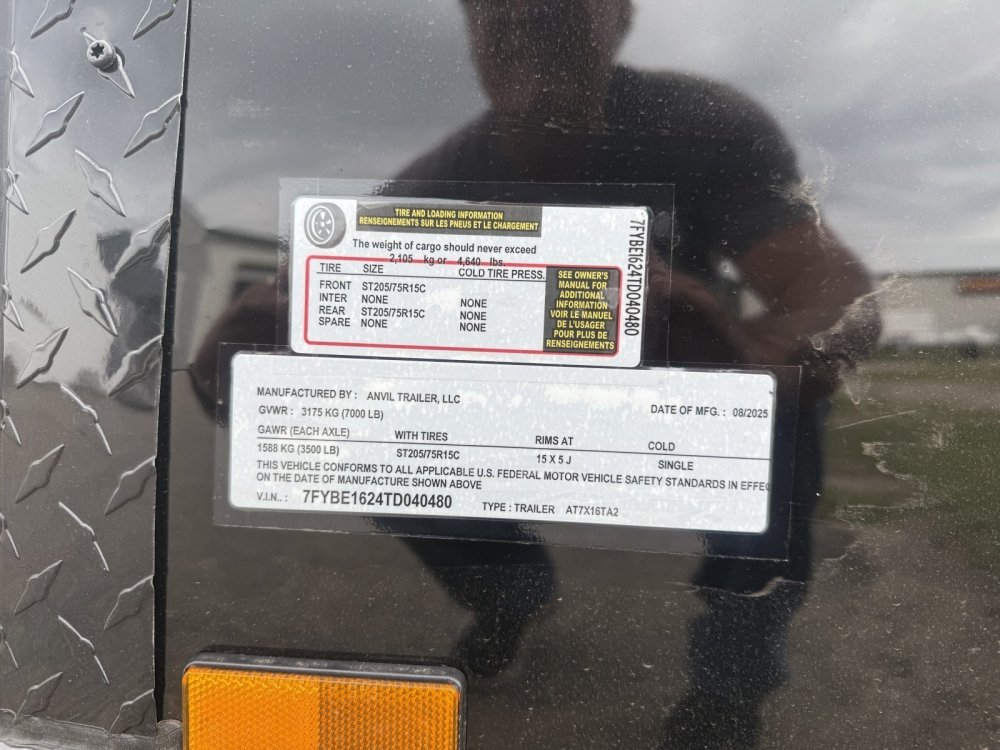 TIRE AND LOADING INFORMATION
RENSEIGNEMENTS SUR LES PNEUS ET LE CHARGEMENT
The weight of cargo should never exceed
2,105 kg or 4,640 lbs.
TIRE SIZE COLD TIRE PRESS.
FRONT ST205/75R15C
INTER NONE NONE
REAR ST205/75R15C NONE
SPARE NONE NONE
SEE OWNER'S
MANUAL FOR
ADDITIONAL
INFORMATION
VOIR LE MANUEL
DE L'USAGER
POUR PLUS DE
RENSEIGNEMENTS
7FYBE1624TD040480
MANUFACTURED BY : ANVIL TRAILER, LLC
GVWR : 3175 KG (7000 LB) DATE OF MFG. : 08/2025
GAWR (EACH AXLE) WITH TIRES RIMS AT COLD
1588 KG (3500 LB) ST205/75R15C 15 X 5 J SINGLE
THIS VEHICLE CONFORMS TO ALL APPLICABLE U.S. FEDERAL MOTOR VEHICLE SAFETY STANDARDS IN EFFE
ON THE DATE OF MANUFACTURE SHOWN ABOVE
V.I.N.. : 7FYBE1624TD040480 TYPE : TRAILER AT7X16TA2